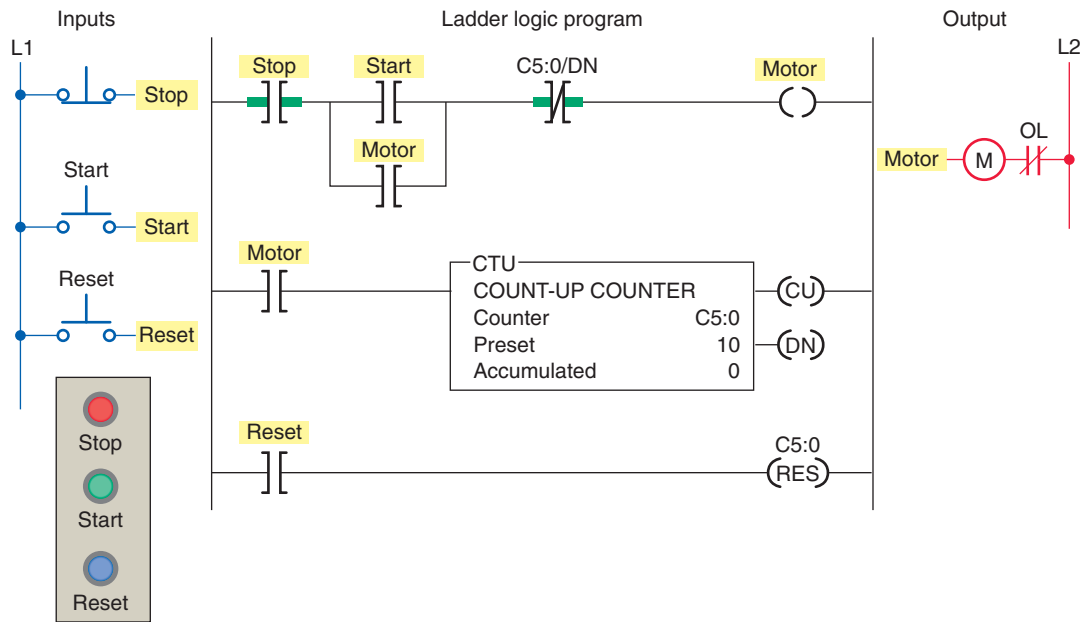 Inputs
Ladder logic program
Output
L1
L2
Stop
Start
C5:0/DN
Motor
Stop
Motor
OL
Motor
M
Start
Start
Motor
CTU
COUNT-UP COUNTER
CU
Counter C5:0
Preset 10
DN
Accumulated 0
Reset
Reset
Reset
C5:0
RES
Stop
Start
Reset